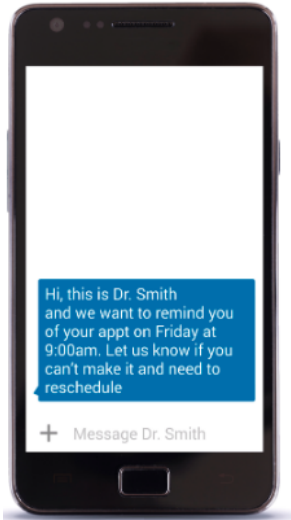 Hi, this is Dr. Smith
and we want to remind you
of your appt on Friday at
9:00am. Let us know if you
can't make it and need to
reschedule
+ Message Dr. Smith